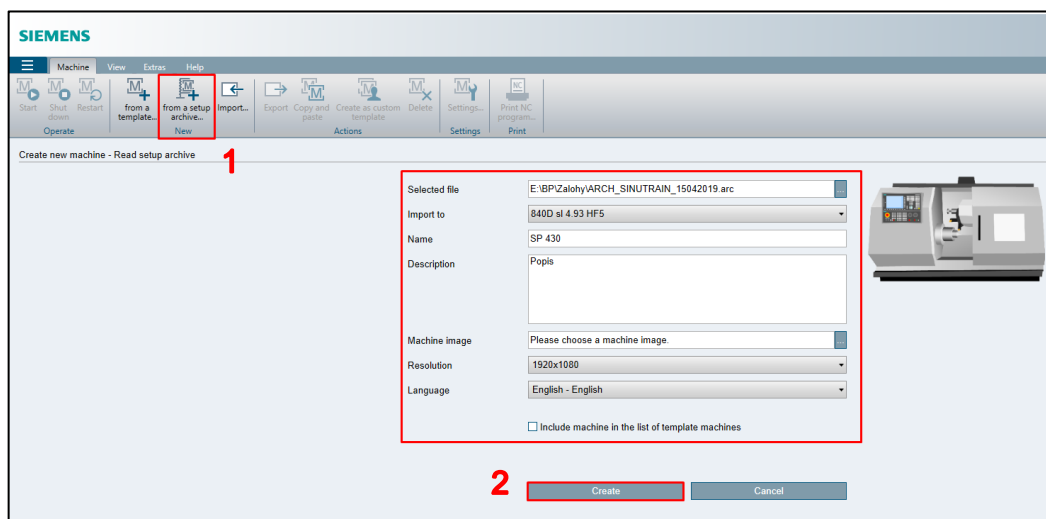 SIEMENS
Machine View Extras Help
Start Shut down Restart from a template... from a setup archive... Import... Export Copy and paste Create as custom template Delete Settings... Print NC program...
Operate New Actions Settings Print
Create new machine - Read setup archive
1
Selected file E:\BP\Zalohy\ARCH_SINUTRAIN_15042019.arc ...
Import to 840D sl 4.93 HF5
Name SP 430
Description Popis
Machine image Please choose a machine image. ...
Resolution 1920x1080
Language English - English
Include machine in the list of template machines
2 Create Cancel